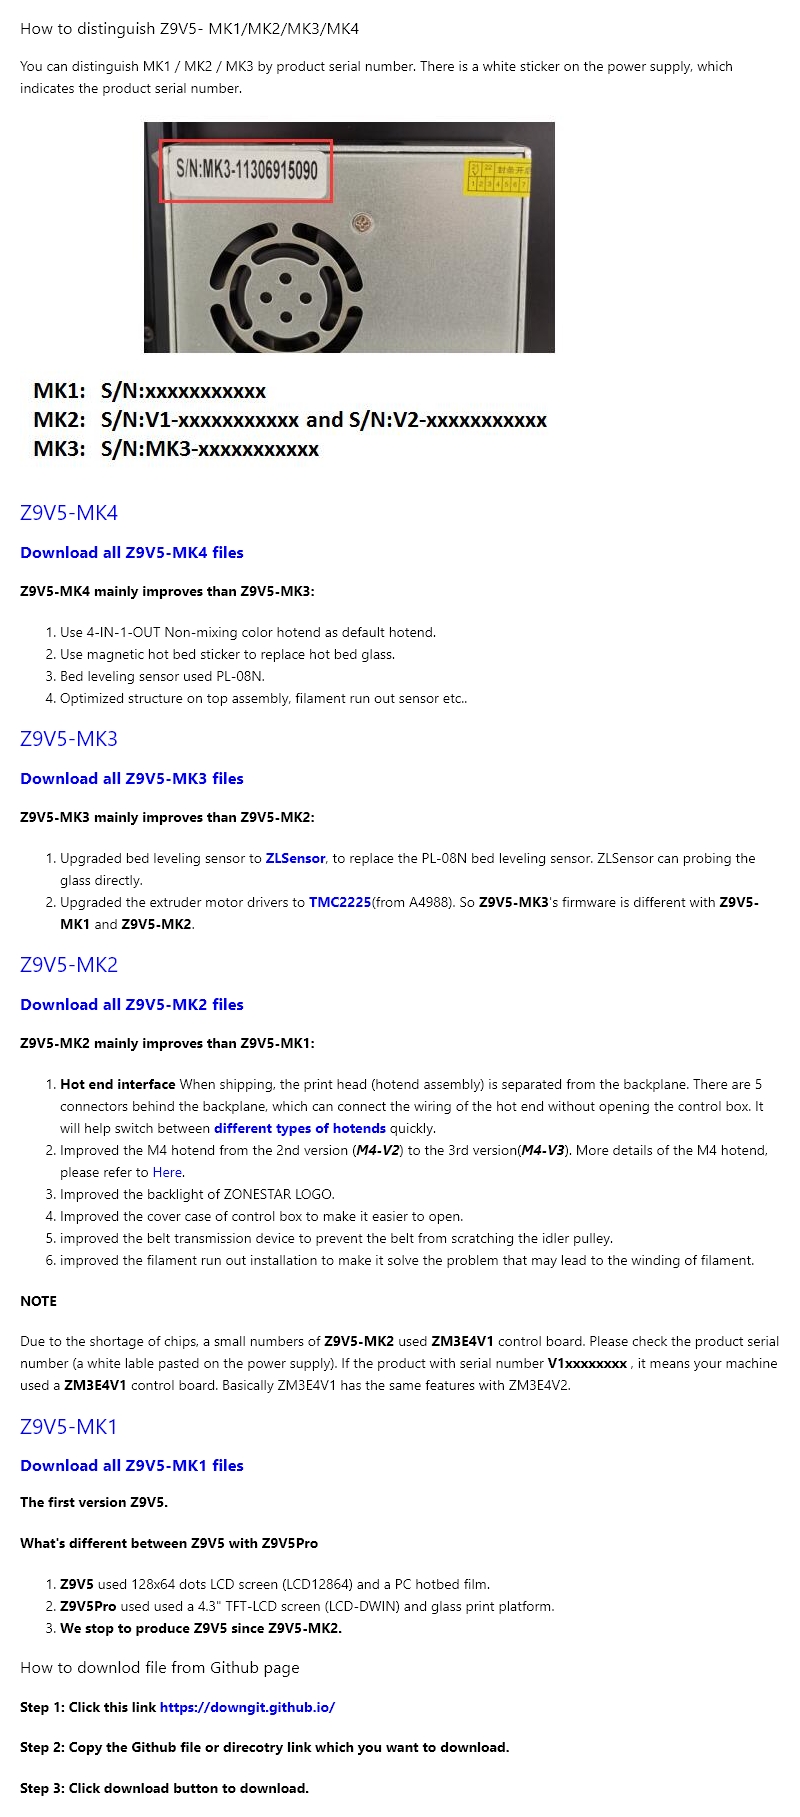 How to distinguish Z9V5- MK1/MK2/MK3/MK4
You can distinguish MK1 / MK2 / MK3 by product serial number. There is a white sticker on the power supply, which
indicates the product serial number.
S/N:MK3-11306915090
封条开
1 2 3 4 5 6 7
MK1: S/N:xxxxxxxxxxx
MK2: S/N:V1-xxxxxxxxxxx and S/N:V2-xxxxxxxxxxx
MK3: S/N:MK3-xxxxxxxxxxx
Z9V5-MK4
Download all Z9V5-MK4 files
Z9V5-MK4 mainly improves than Z9V5-MK3:
1. Use 4-IN-1-OUT Non-mixing color hotend as default hotend.
2. Use magnetic hot bed sticker to replace hot bed glass.
3. Bed leveling sensor used PL-08N.
4. Optimized structure on top assembly, filament run out sensor etc..
Z9V5-MK3
Download all Z9V5-MK3 files
Z9V5-MK3 mainly improves than Z9V5-MK2:
1. Upgraded bed leveling sensor to ZLSensor, to replace the PL-08N bed leveling sensor. ZLSensor can probing the
glass directly.
2. Upgraded the extruder motor drivers to TMC2225(from A4988). So Z9V5-MK3's firmware is different with Z9V5-
MK1 and Z9V5-MK2.
Z9V5-MK2
Download all Z9V5-MK2 files
Z9V5-MK2 mainly improves than Z9V5-MK1:
1. Hot end interface When shipping, the print head (hotend assembly) is separated from the backplane. There are 5
connectors behind the backplane, which can connect the wiring of the hot end without opening the control box. It
will help switch between different types of hotends quickly.
2. Improved the M4 hotend from the 2nd version (M4-V2) to the 3rd version(M4-V3). More details of the M4 hotend,
please refer to Here.
3. Improved the backlight of ZONESTAR LOGO.
4. Improved the cover case of control box to make it easier to open.
5. improved the belt transmission device to prevent the belt from scratching the idler pulley.
6. improved the filament run out installation to make it solve the problem that may lead to the winding of filament.
NOTE
Due to the shortage of chips, a small numbers of Z9V5-MK2 used ZM3E4V1 control board. Please check the product serial
number (a white lable pasted on the power supply). If the product with serial number V1xxxxxxxx , it means your machine
used a ZM3E4V1 control board. Basically ZM3E4V1 has the same features with ZM3E4V2.
Z9V5-MK1
Download all Z9V5-MK1 files
The first version Z9V5.
What's different between Z9V5 with Z9V5Pro
1. Z9V5 used 128x64 dots LCD screen (LCD12864) and a PC hotbed film.
2. Z9V5Pro used used a 4.3" TFT-LCD screen (LCD-DWIN) and glass print platform.
3. We stop to produce Z9V5 since Z9V5-MK2.
How to downlod file from Github page
Step 1: Click this link https://downgit.github.io/
Step 2: Copy the Github file or direcotry link which you want to download.
Step 3: Click download button to download.